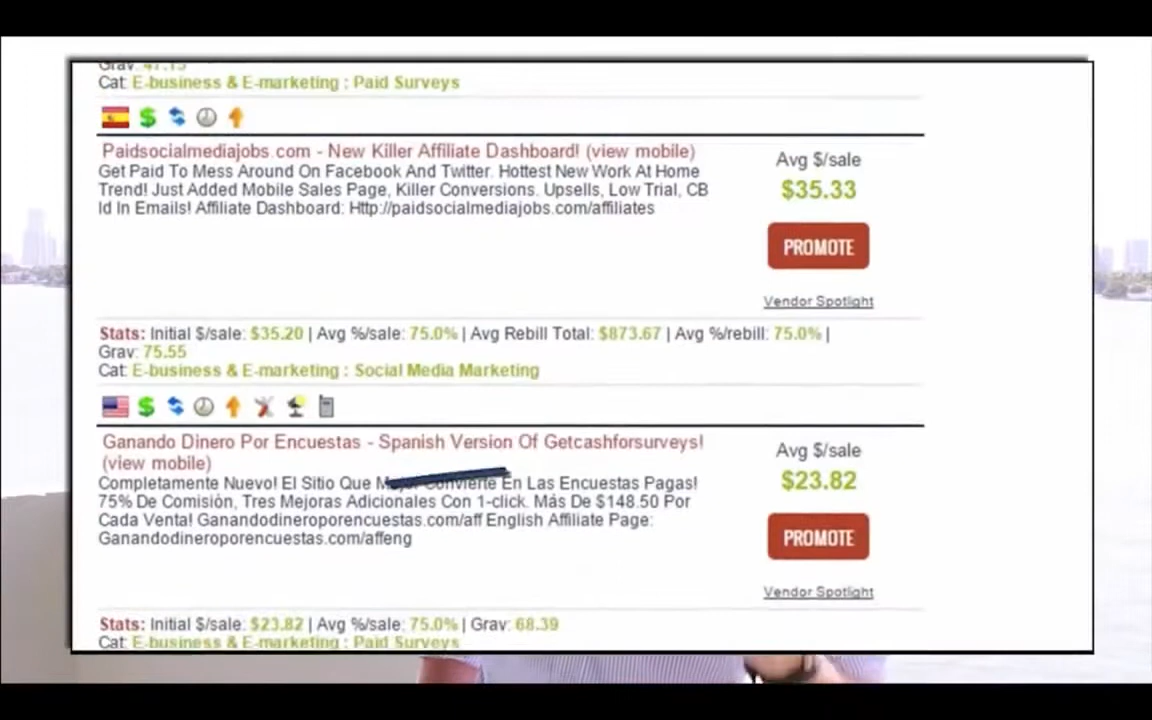 Grav: 47.15
Cat: E-business & E-marketing : Paid Surveys
Paidsocialmediajobs.com - New Killer Affiliate Dashboard! (view mobile)
Get Paid To Mess Around On Facebook And Twitter. Hottest New Work At Home
Trend! Just Added Mobile Sales Page, Killer Conversions. Upsells, Low Trial, CB
Id In Emails! Affiliate Dashboard: Http://paidsocialmediajobs.com/affiliates
Avg $/sale
$35.33
PROMOTE
Vendor Spotlight
Stats: Initial $/sale: $35.20 | Avg %/sale: 75.0% | Avg Rebill Total: $873.67 | Avg %/rebill: 75.0% |
Grav: 75.55
Cat: E-business & E-marketing : Social Media Marketing
Ganando Dinero Por Encuestas - Spanish Version Of Getcashforsurveys!
(view mobile)
Completamente Nuevo! El Sitio Que Mejor Convierte En Las Encuestas Pagas!
75% De Comisión, Tres Mejoras Adicionales Con 1-click. Más De $148.50 Por
Cada Venta! Ganandodineroporencuestas.com/aff English Affiliate Page:
Ganandodineroporencuestas.com/affeng
Avg $/sale
$23.82
PROMOTE
Vendor Spotlight
Stats: Initial $/sale: $23.82 | Avg %/sale: 75.0% | Grav: 68.39
Cat: E-business & E-marketing : Paid Surveys